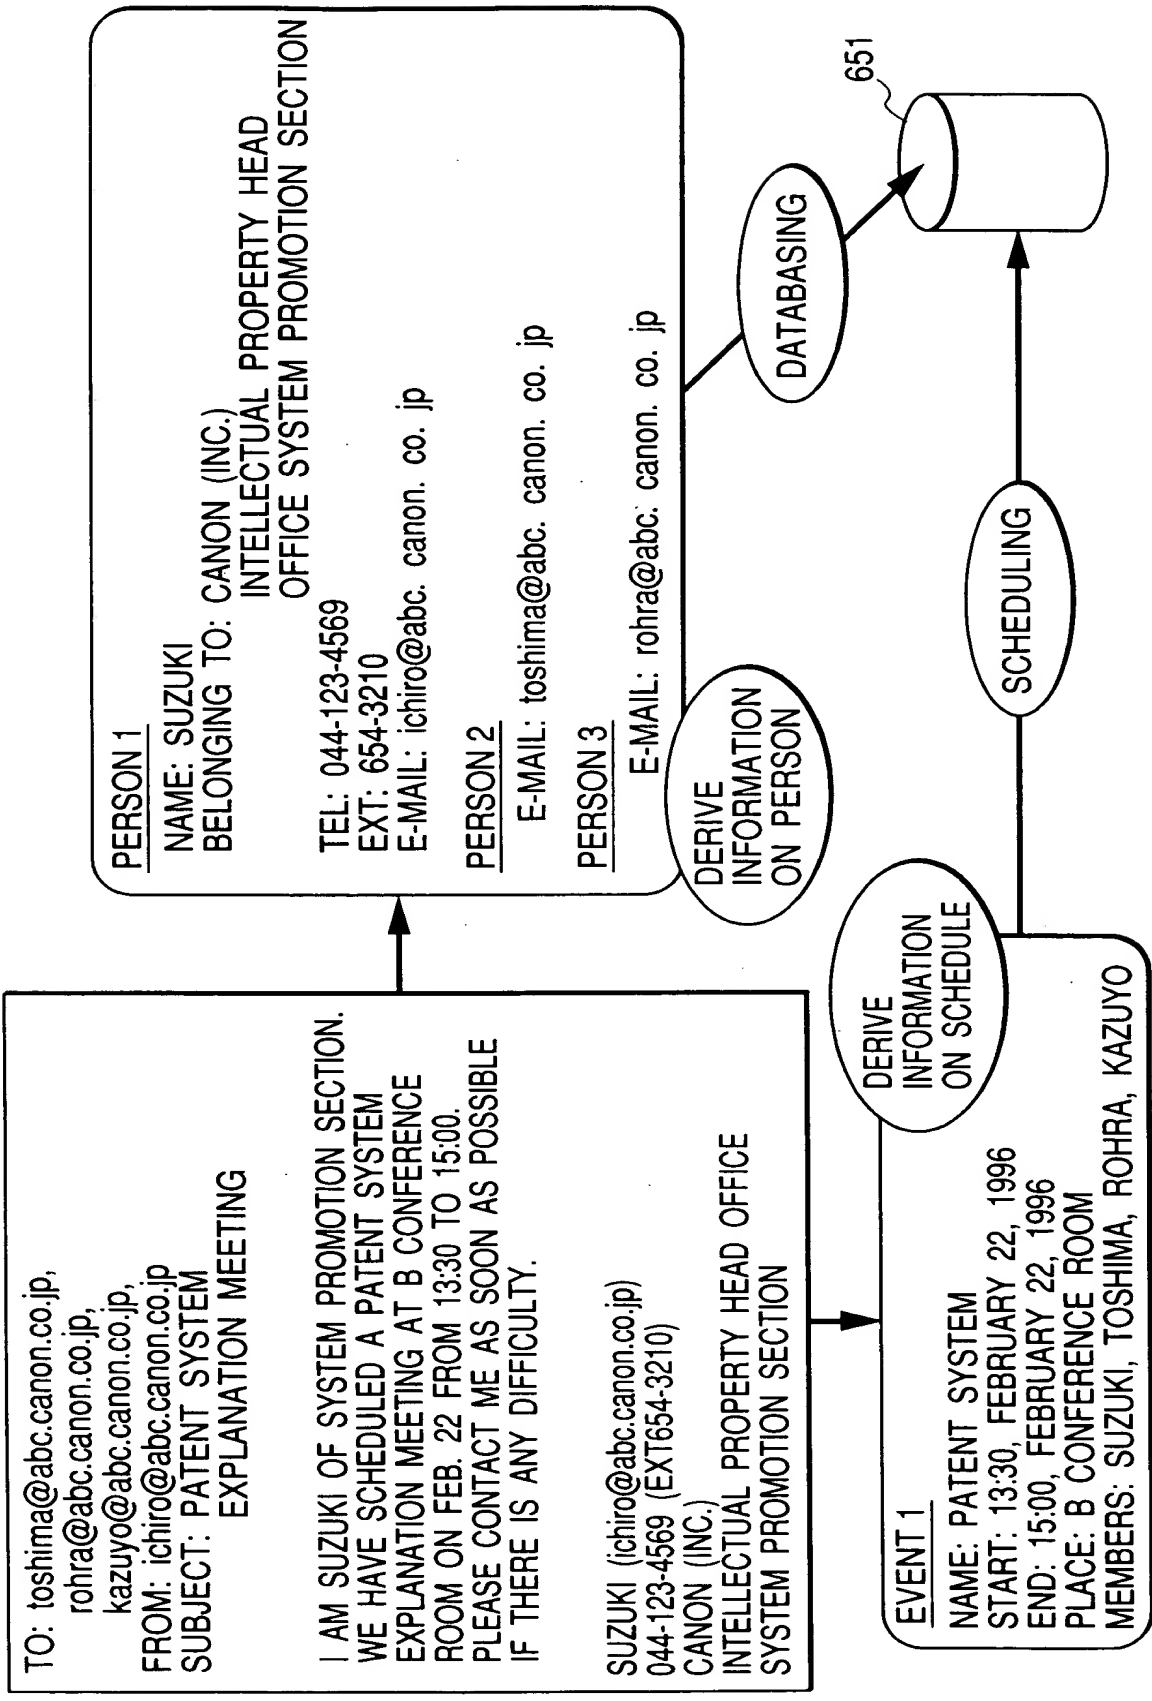 TO: toshima@abc.canon.co.jp,
rohra@abc.canon.co.jp,
kazuyo@abc.canon.co.jp,
FROM: ichiro@abc.canon.co.jp
SUBJECT: PATENT SYSTEM
EXPLANATION MEETING
I AM SUZUKI OF SYSTEM PROMOTION SECTION.
WE HAVE SCHEDULED A PATENT SYSTEM
EXPLANATION MEETING AT B CONFERENCE
ROOM ON FEB. 22 FROM 13:30 TO 15:00.
PLEASE CONTACT ME AS SOON AS POSSIBLE
IF THERE IS ANY DIFFICULTY.
SUZUKI (ichiro@abc.canon.co.jp)
044-123-4569 (EXT654-3210)
CANON (INC.)
INTELLECTUAL PROPERTY HEAD OFFICE
SYSTEM PROMOTION SECTION
PERSON 1
NAME: SUZUKI
BELONGING TO: CANON (INC.)
INTELLECTUAL PROPERTY HEAD
OFFICE SYSTEM PROMOTION SECTION
TEL: 044-123-4569
EXT: 654-3210
E-MAIL: ichiro@abc. canon. co. jp
PERSON 2
E-MAIL: toshima@abc. canon. co. jp
PERSON 3
E-MAIL: rohra@abc. canon. co. jp
DERIVE
INFORMATION
ON PERSON
DATABASING
651
EVENT 1
NAME: PATENT SYSTEM
START: 13:30, FEBRUARY 22, 1996
END: 15:00, FEBRUARY 22, 1996
PLACE: B CONFERENCE ROOM
MEMBERS: SUZUKI, TOSHIMA, ROHRA, KAZUYO
DERIVE
INFORMATION
ON SCHEDULE
SCHEDULING